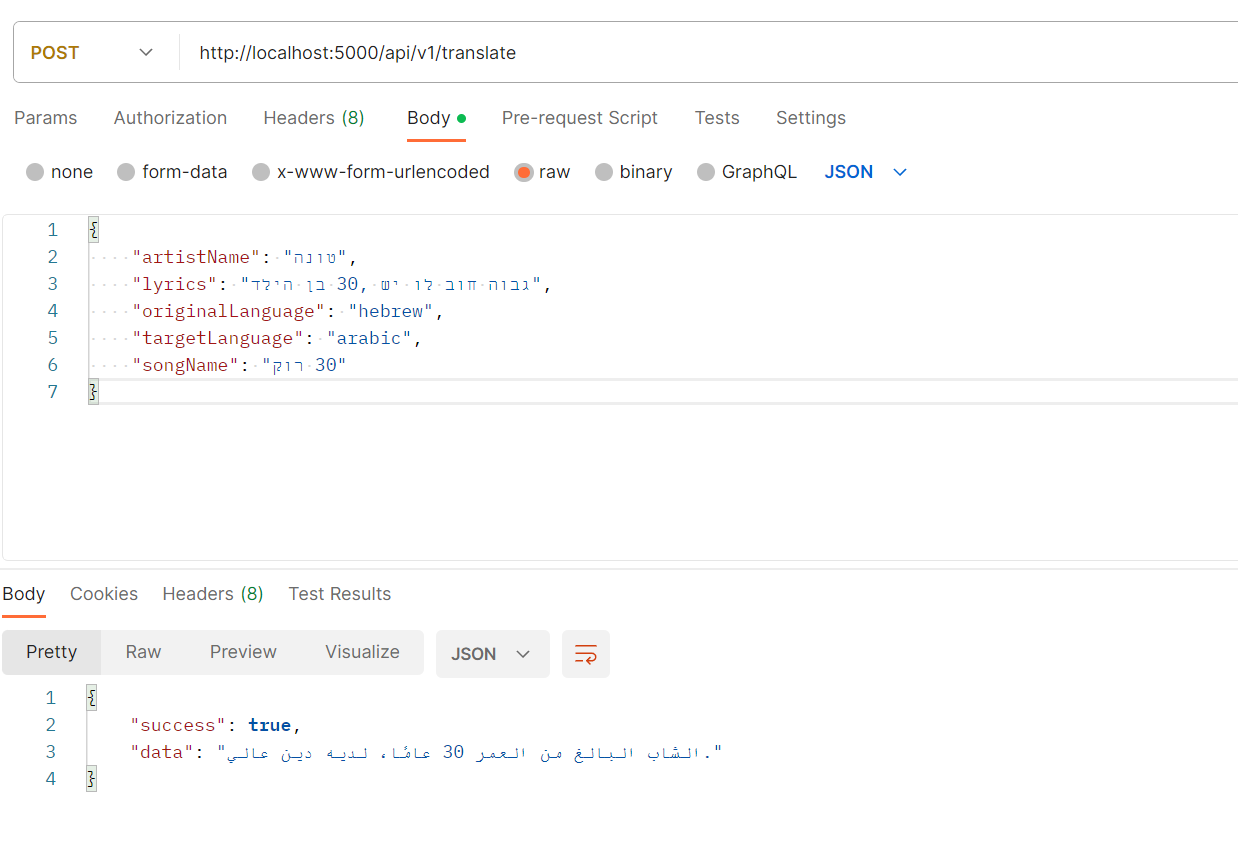 POST http://localhost:5000/api/v1/translate
Params Authorization Headers (8) Body Pre-request Script Tests Settings
none form-data x-www-form-urlencoded raw binary GraphQL JSON
1 {
2 "artistName": "טונה",
3 "lyrics": "הילד בן 30, יש לו חוב גבוה",
4 "originalLanguage": "hebrew",
5 "targetLanguage": "arabic",
6 "songName": "רוק 30"
7 }
Body Cookies Headers (8) Test Results
Pretty Raw Preview Visualize JSON
1 {
2 "success": true,
3 "data": "الشاب البالغ من العمر 30 عامًا، لديه دين عالي."
4 }